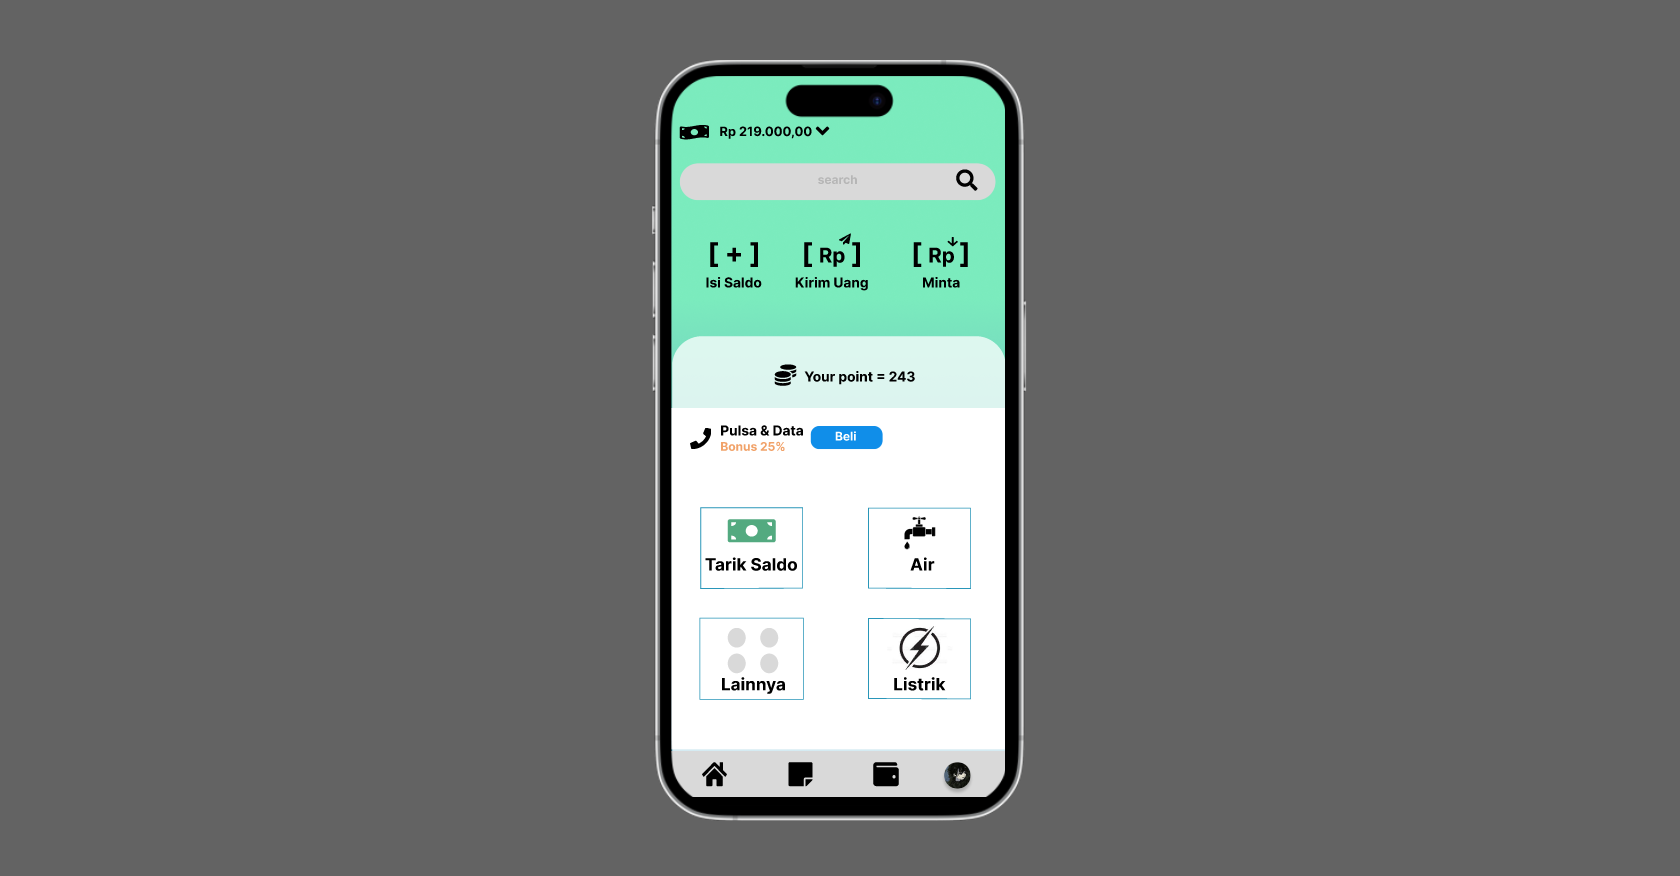 Rp 219.000,00
search
[ + ] [ Rp ] [ Rp ]
Isi Saldo Kirim Uang Minta
Your point = 243
Pulsa & Data
Bonus 25%
Beli
Tarik Saldo Air
Lainnya Listrik